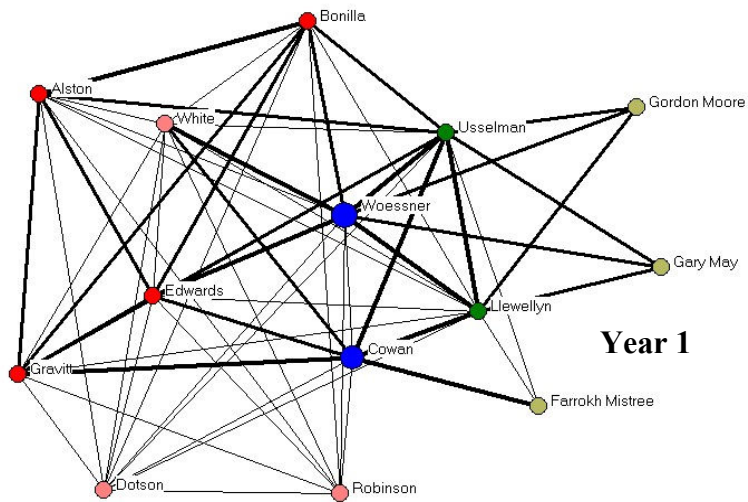 Bonilla
Alston
White
Usselman
Gordon Moore
Woessner
Gary May
Edwards
Llewellyn
Year 1
Cowan
Gravitt
Farrokh Mistree
Dotson
Robinson